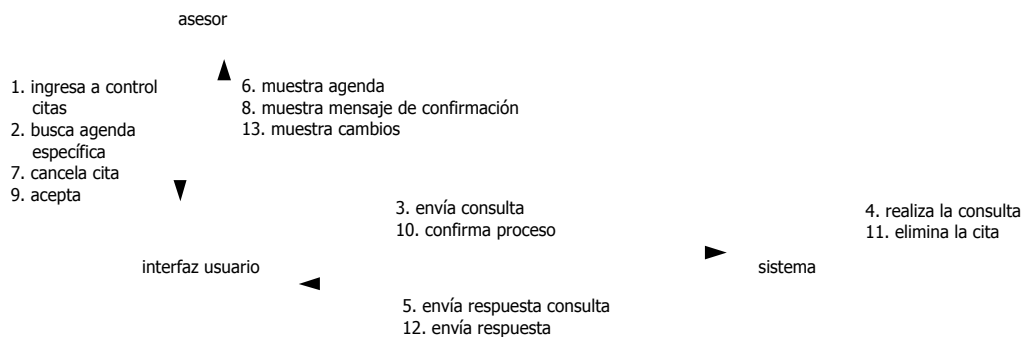 asesor
1. ingresa a control
citas
2. busca agenda
específica
7. cancela cita
9. acepta
6. muestra agenda
8. muestra mensaje de confirmación
13. muestra cambios
3. envía consulta
10. confirma proceso
4. realiza la consulta
11. elimina la cita
interfaz usuario
sistema
5. envía respuesta consulta
12. envía respuesta